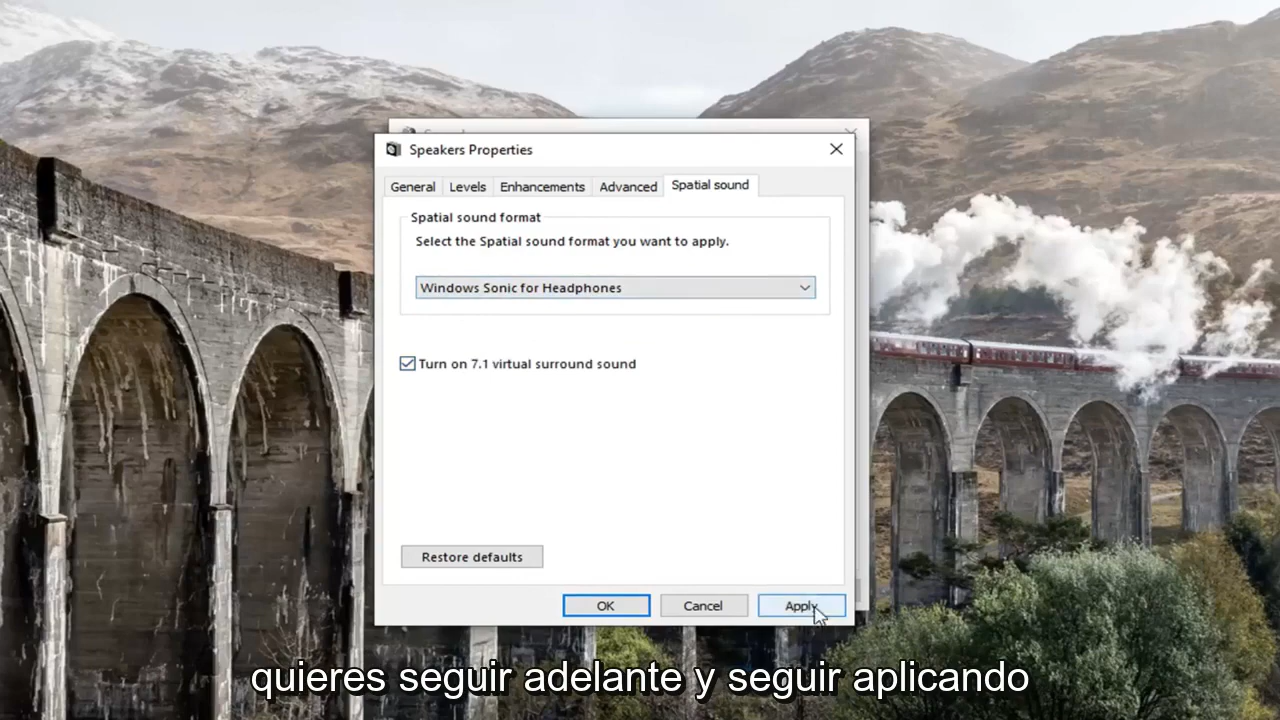 Speakers Properties
General Levels Enhancements Advanced Spatial sound
Spatial sound format
Select the Spatial sound format you want to apply.
Windows Sonic for Headphones
Turn on 7.1 virtual surround sound
Restore defaults
OK Cancel Apply
quieres seguir adelante y seguir aplicando